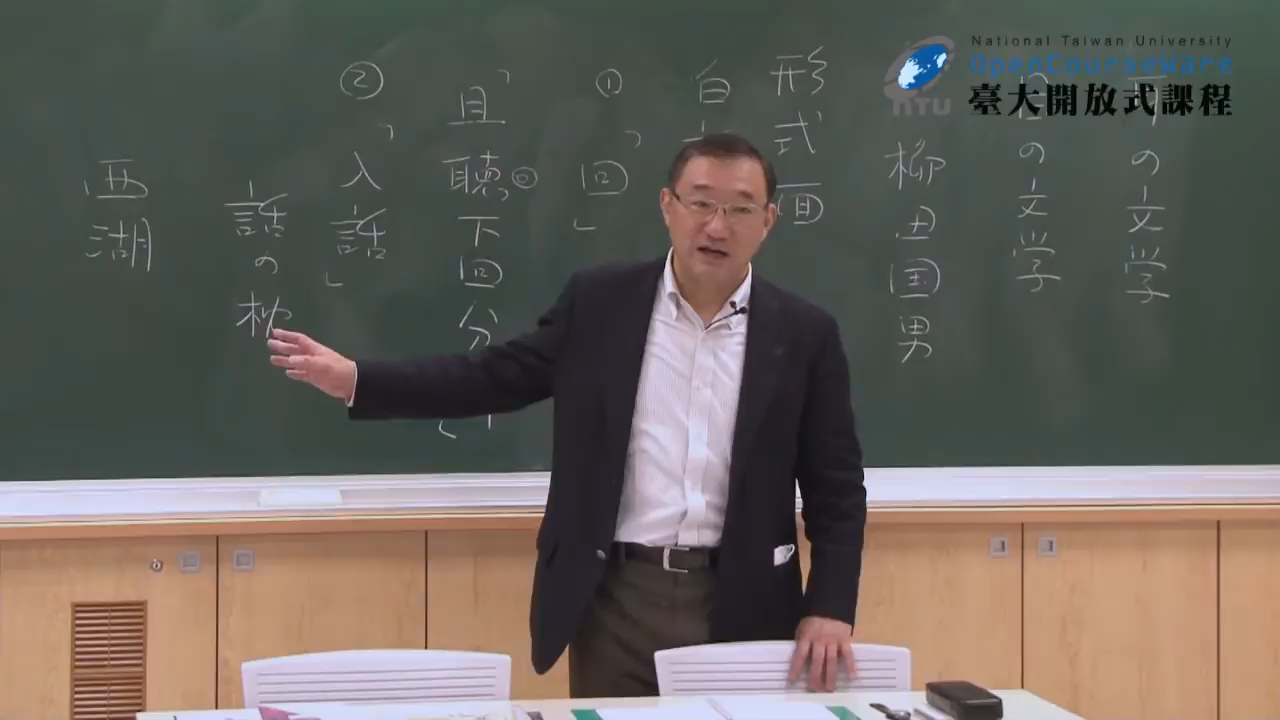 National Taiwan University
OpenCourseware
臺大開放式課程
NTU
の文学
の文学
柳田国男
形式面
白
①「回」
「且聴下回分
②「入話」
話の枕
西湖